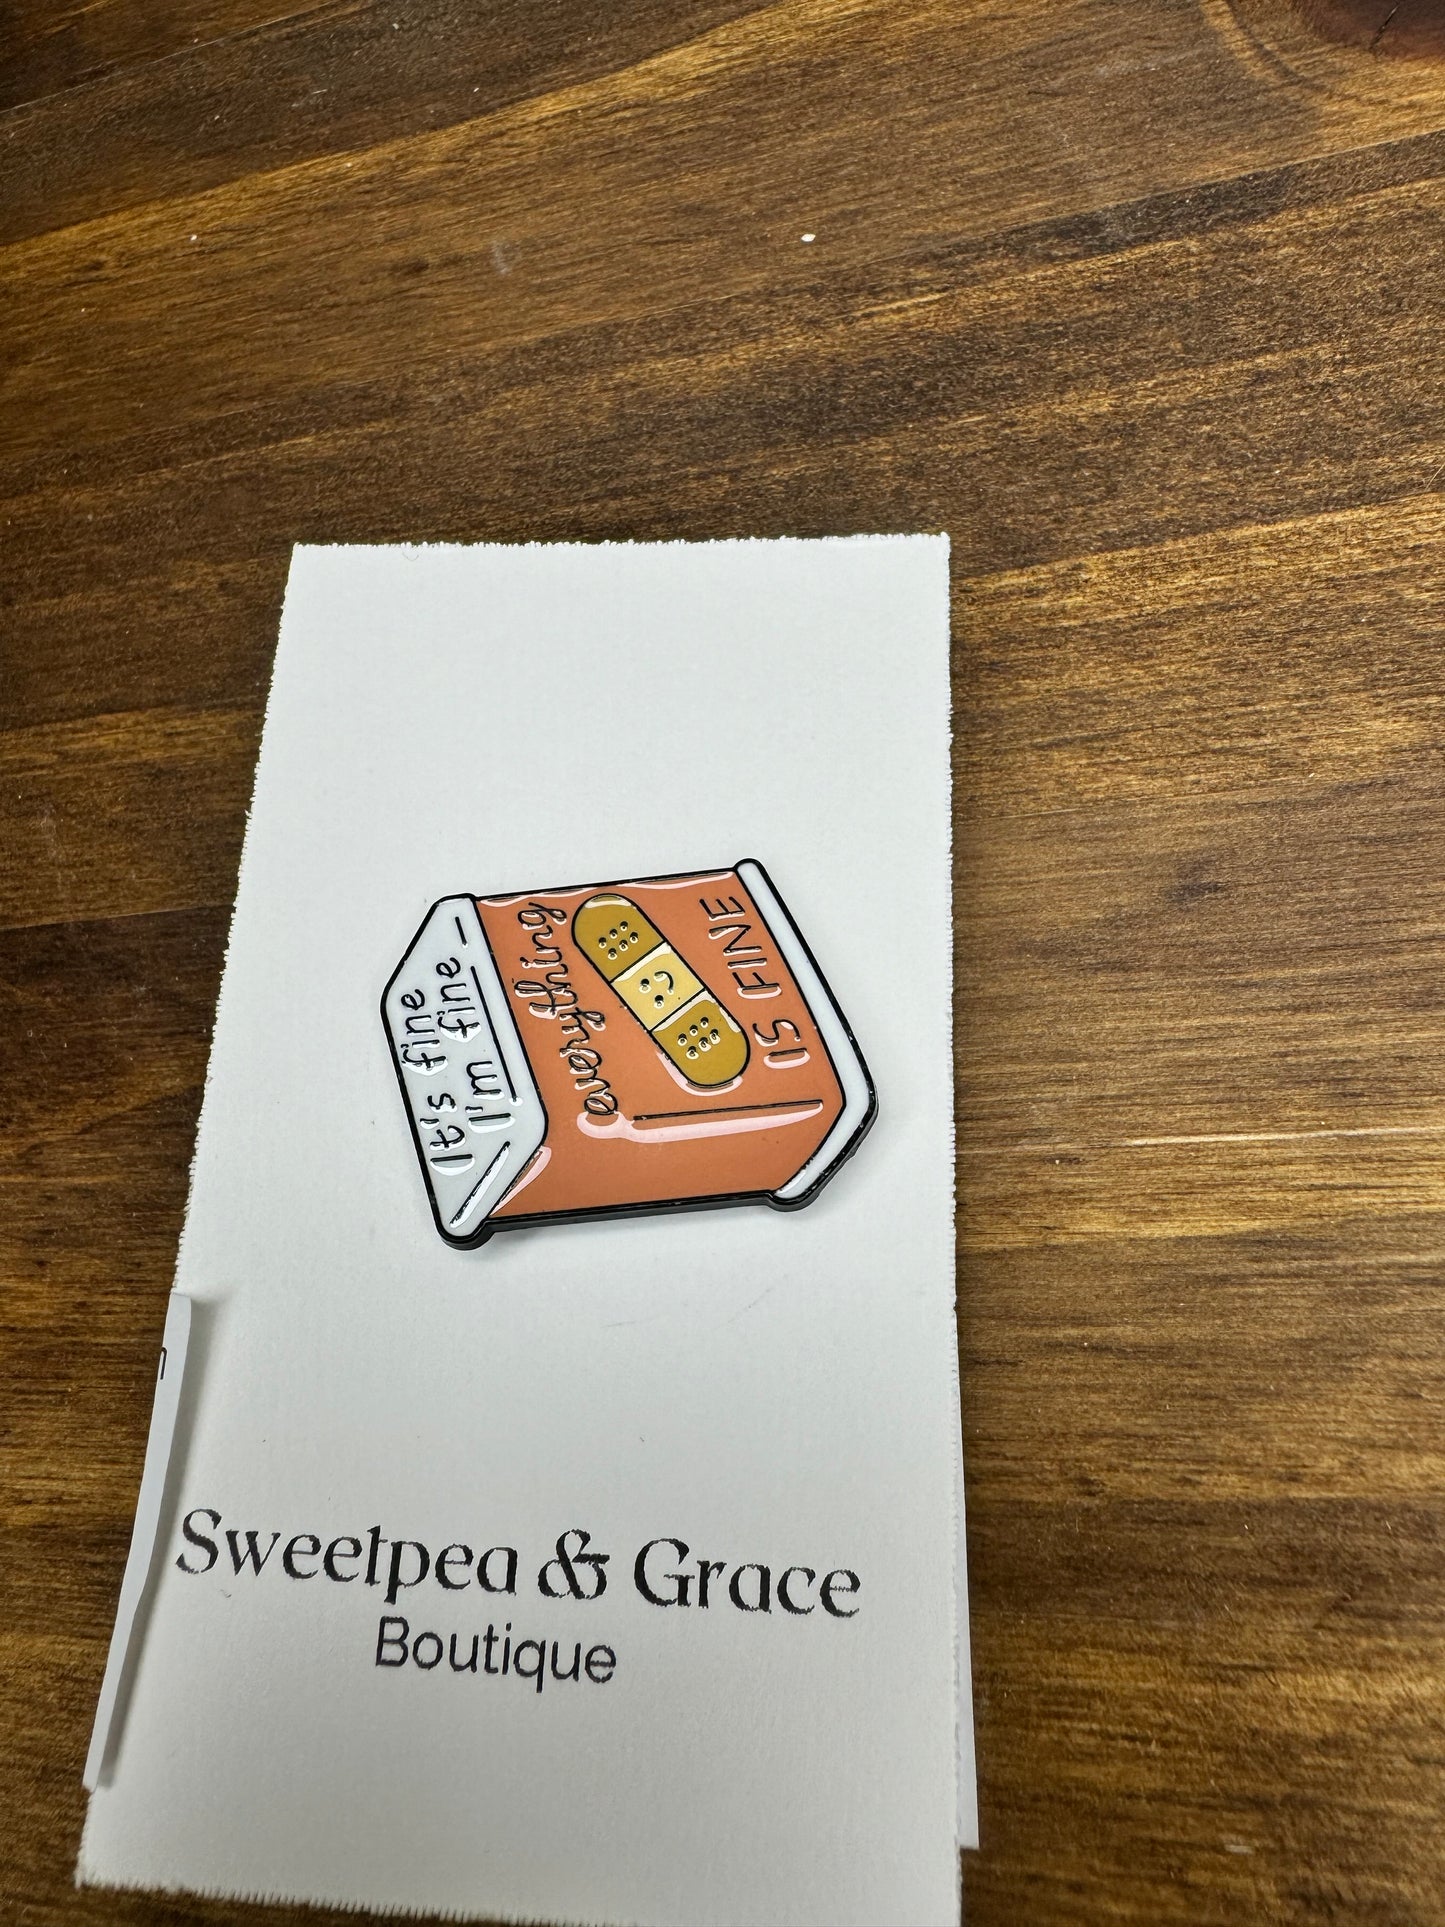 It's fine
I'm fine
everything
IS FINE
n
Sweetpea & Grace
Boutique